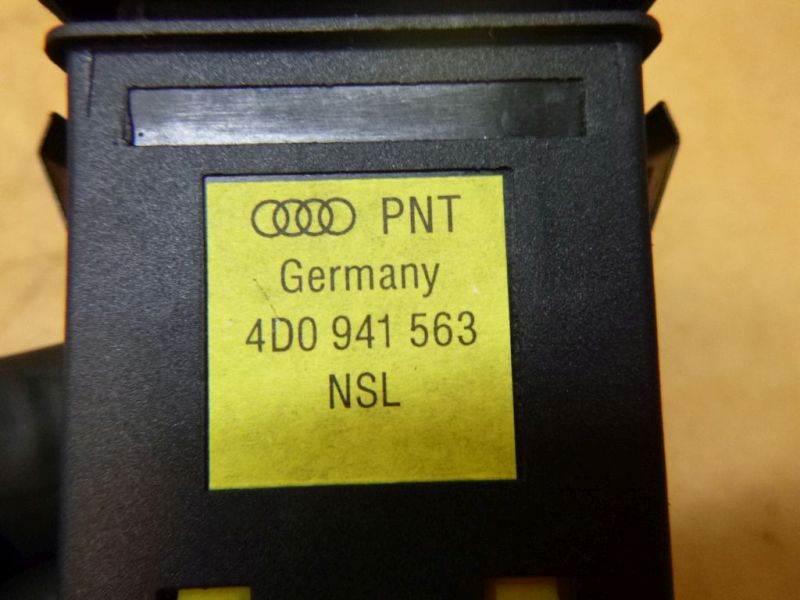 PNT
Germany
4D0 941 563
NSL